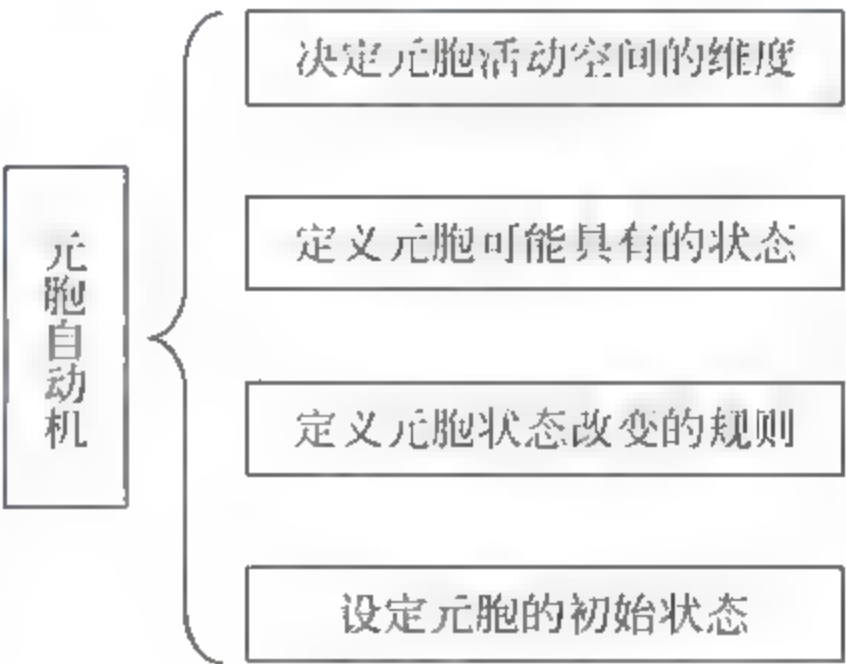 元胞自动机
决定元胞活动空间的维度
定义元胞可能具有的状态
定义元胞状态改变的规则
设定元胞的初始状态